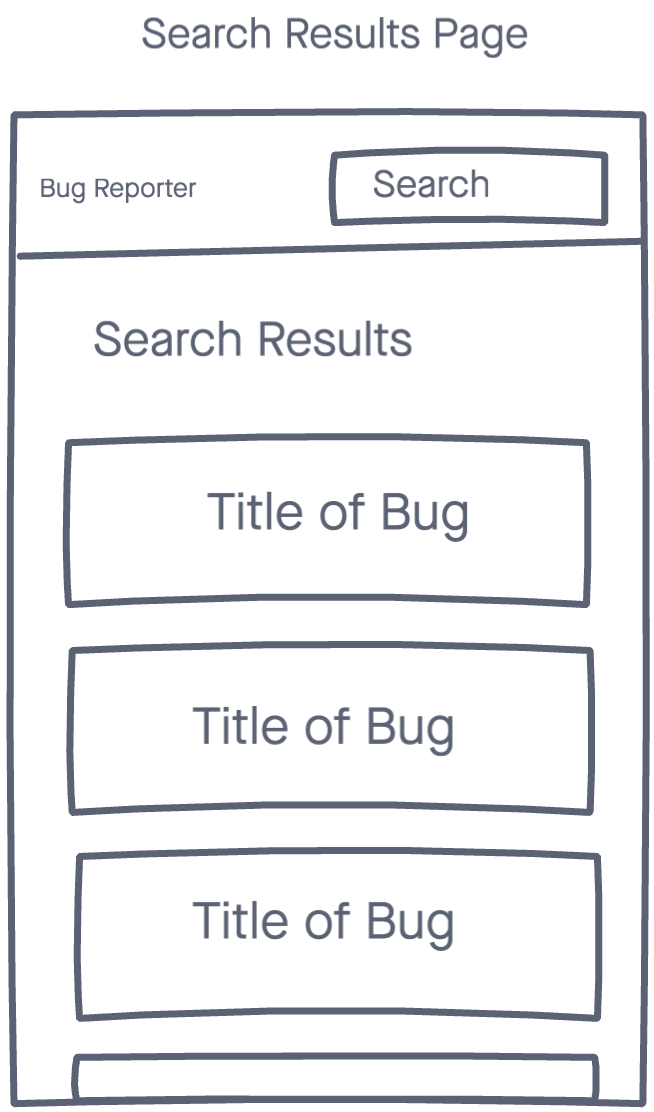 Search Results Page
Bug Reporter
Search
Search Results
Title of Bug
Title of Bug
Title of Bug